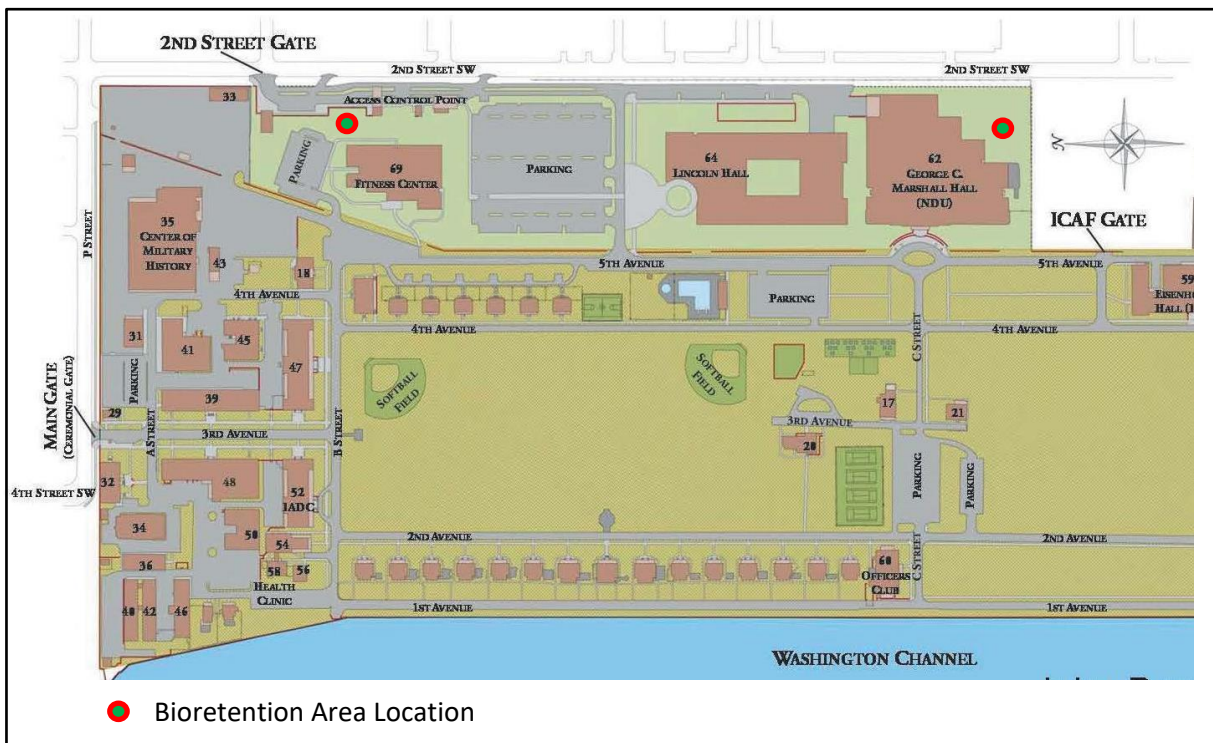 2ND STREET GATE
2ND STREET SW
2ND STREET SW
33
ACCESS CONTROL POINT
N
PARKING
69
FITNESS CENTER
PARKING
64
LINCOLN HALL
62
GEORGE C.
MARSHALL HALL
(NDU)
ICAF GATE
P STREET
35
CENTER OF
MILITARY
HISTORY
43
18
5TH AVENUE
5TH AVENUE
59
4TH AVENUE
PARKING
31
41
45
47
4TH AVENUE
4TH AVENUE
C STREET
PARKING
SOFTBALL
FIELD
SOFTBALL
FIELD
39
17
21
29
MAIN GATE
(CEREMONIAL GATE)
A STREET
3RD AVENUE
B STREET
3RD AVENUE
20
32
4TH STREET SW
48
52
IADC
PARKING
PARKING
34
50
54
2ND AVENUE
2ND AVENUE
36
58
56
HEALTH
CLINIC
60
OFFICERS
CLUB
C STREET
40
42
46
1ST AVENUE
1ST AVENUE
WASHINGTON CHANNEL
Bioretention Area Location